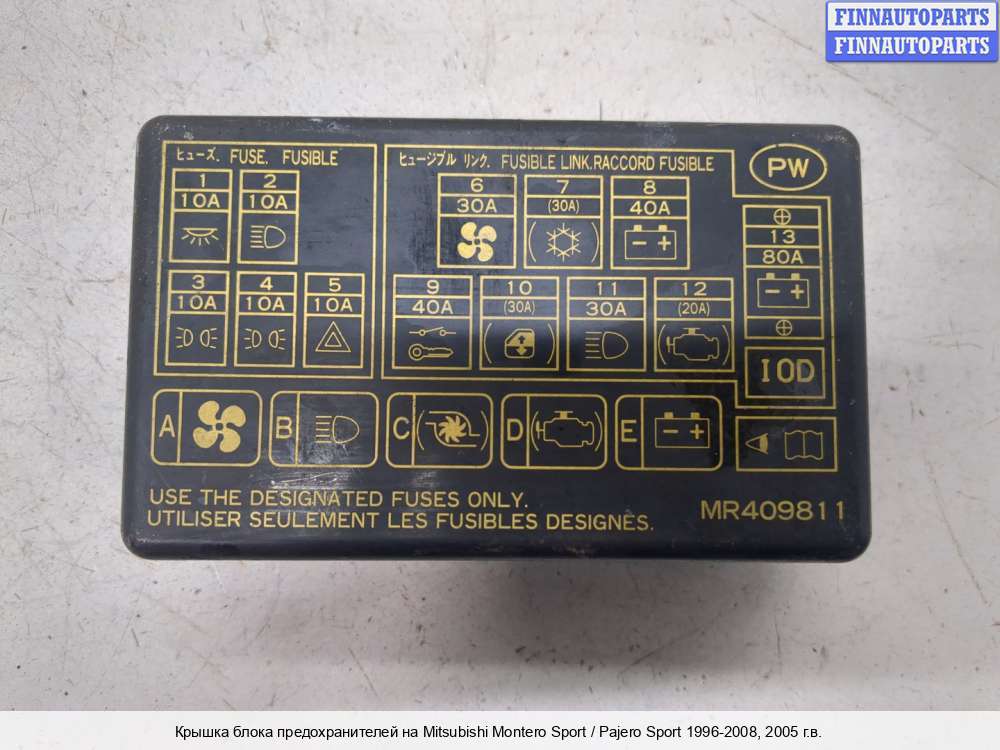 FINNAUTOPARTS
FINNAUTOPARTS
ヒューズ. FUSE. FUSIBLE
ヒュージブル リンク. FUSIBLE LINK.RACCORD FUSIBLE
PW
1 2
10A 10A
6 7 8
30A (30A) 40A
13
80A
3 4 5
10A 10A 10A
9 10 11 12
40A (30A) 30A (20A)
IOD
A B C D E
USE THE DESIGNATED FUSES ONLY.
UTILISER SEULEMENT LES FUSIBLES DESIGNÉS.
MR409811
Крышка блока предохранителей на Mitsubishi Montero Sport / Pajero Sport 1996-2008, 2005 г.в.